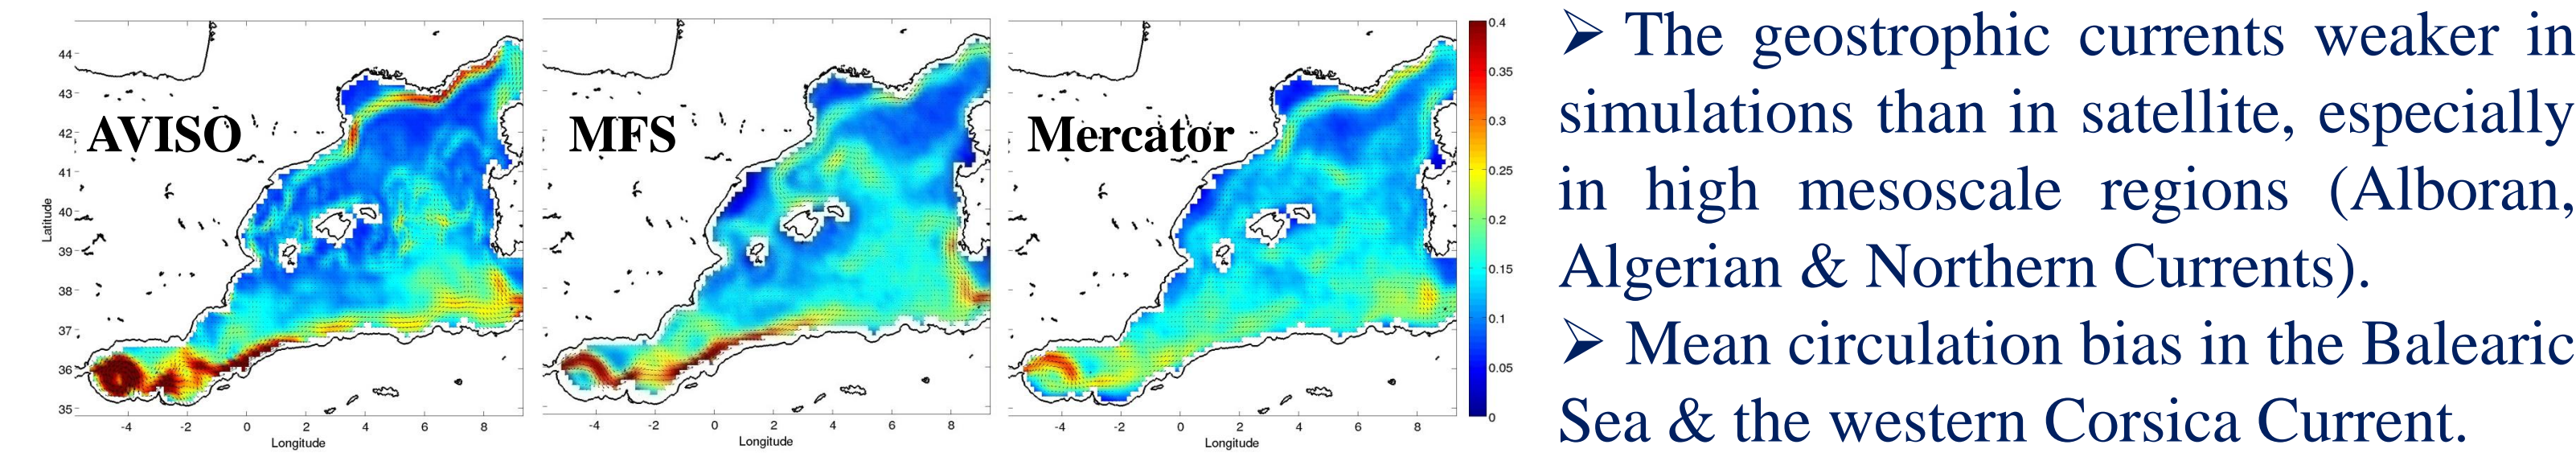 AVISO
MFS
Mercator
44
43
42
41
40
39
38
37
36
35
Latitude
-4 -2 0 2 4 6 8
Longitude
-4 -2 0 2 4 6 8
Longitude
-4 -2 0 2 4 6 8
Longitude
0.4
0.35
0.3
0.25
0.2
0.15
0.1
0.05
0
➢ The geostrophic currents weaker in
simulations than in satellite, especially
in high mesoscale regions (Alboran,
Algerian & Northern Currents).
➢ Mean circulation bias in the Balearic
Sea & the western Corsica Current.